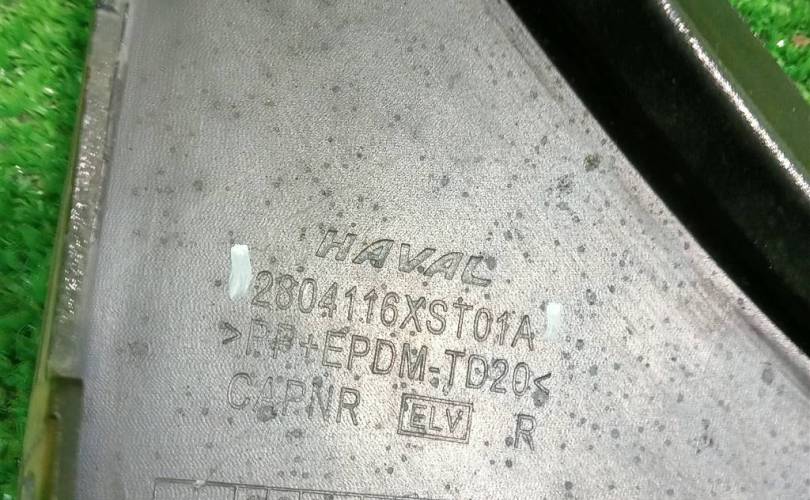 HAVAL
2804116XST01A
>PP+EPDM-TD20<
CAPNR ELV R